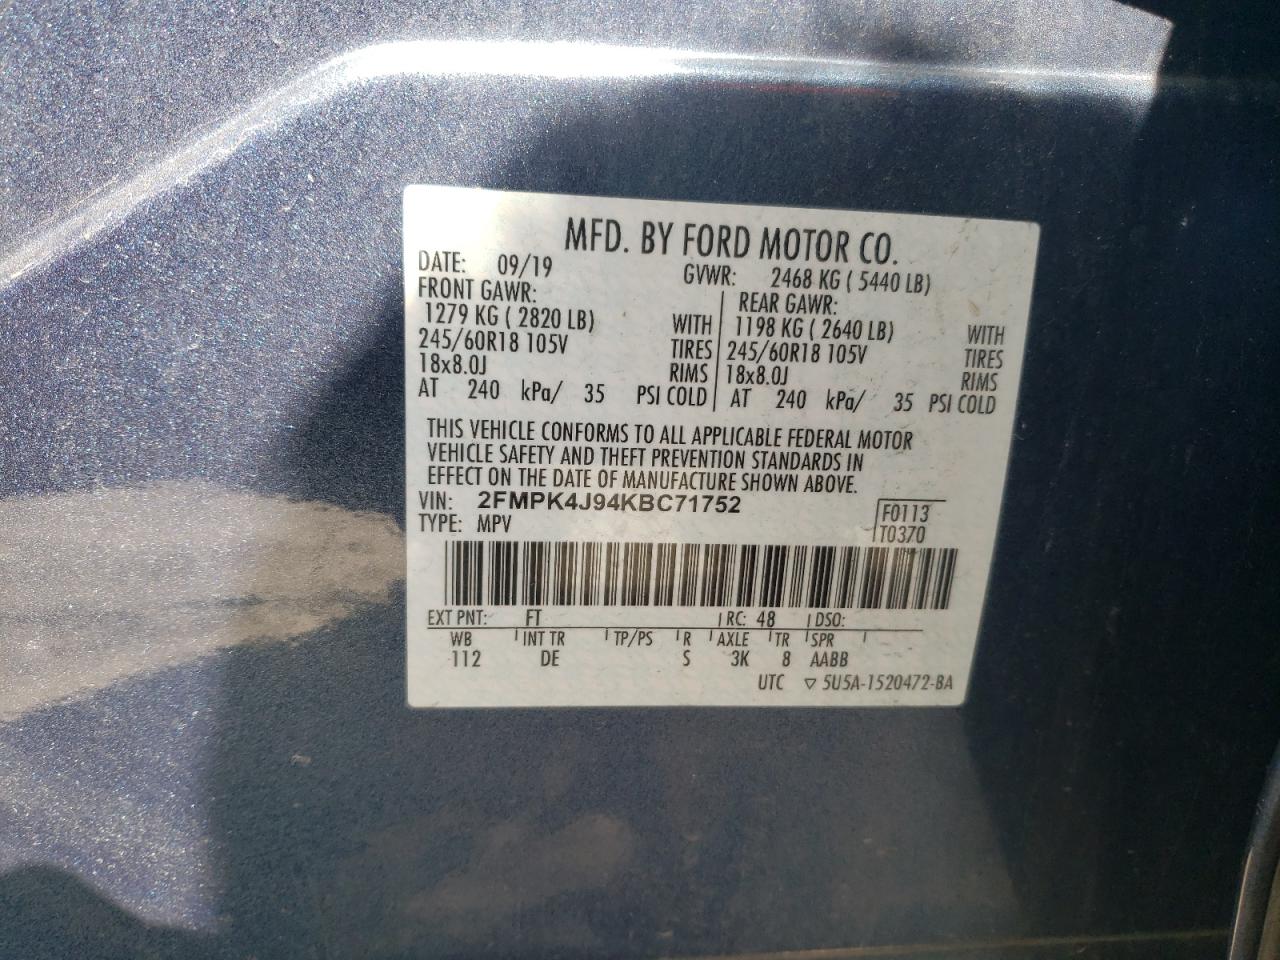 MFD. BY FORD MOTOR CO.
DATE: 09/19 GVWR: 2468 KG ( 5440 LB)
FRONT GAWR: REAR GAWR:
1279 KG ( 2820 LB) WITH 1198 KG ( 2640 LB) WITH
245/60R18 105V TIRES 245/60R18 105V TIRES
18x8.0J RIMS 18x8.0J RIMS
AT 240 kPa/ 35 PSI COLD AT 240 kPa/ 35 PSI COLD
THIS VEHICLE CONFORMS TO ALL APPLICABLE FEDERAL MOTOR
VEHICLE SAFETY AND THEFT PREVENTION STANDARDS IN
EFFECT ON THE DATE OF MANUFACTURE SHOWN ABOVE.
VIN: 2FMPK4J94KBC71752 F0113
TYPE: MPV T0370
EXT PNT: FT RC: 48 DSO:
WB INT TR TP/PS R AXLE TR SPR
112 DE S 3K 8 AABB
UTC ▽ 5U5A-1520472-BA